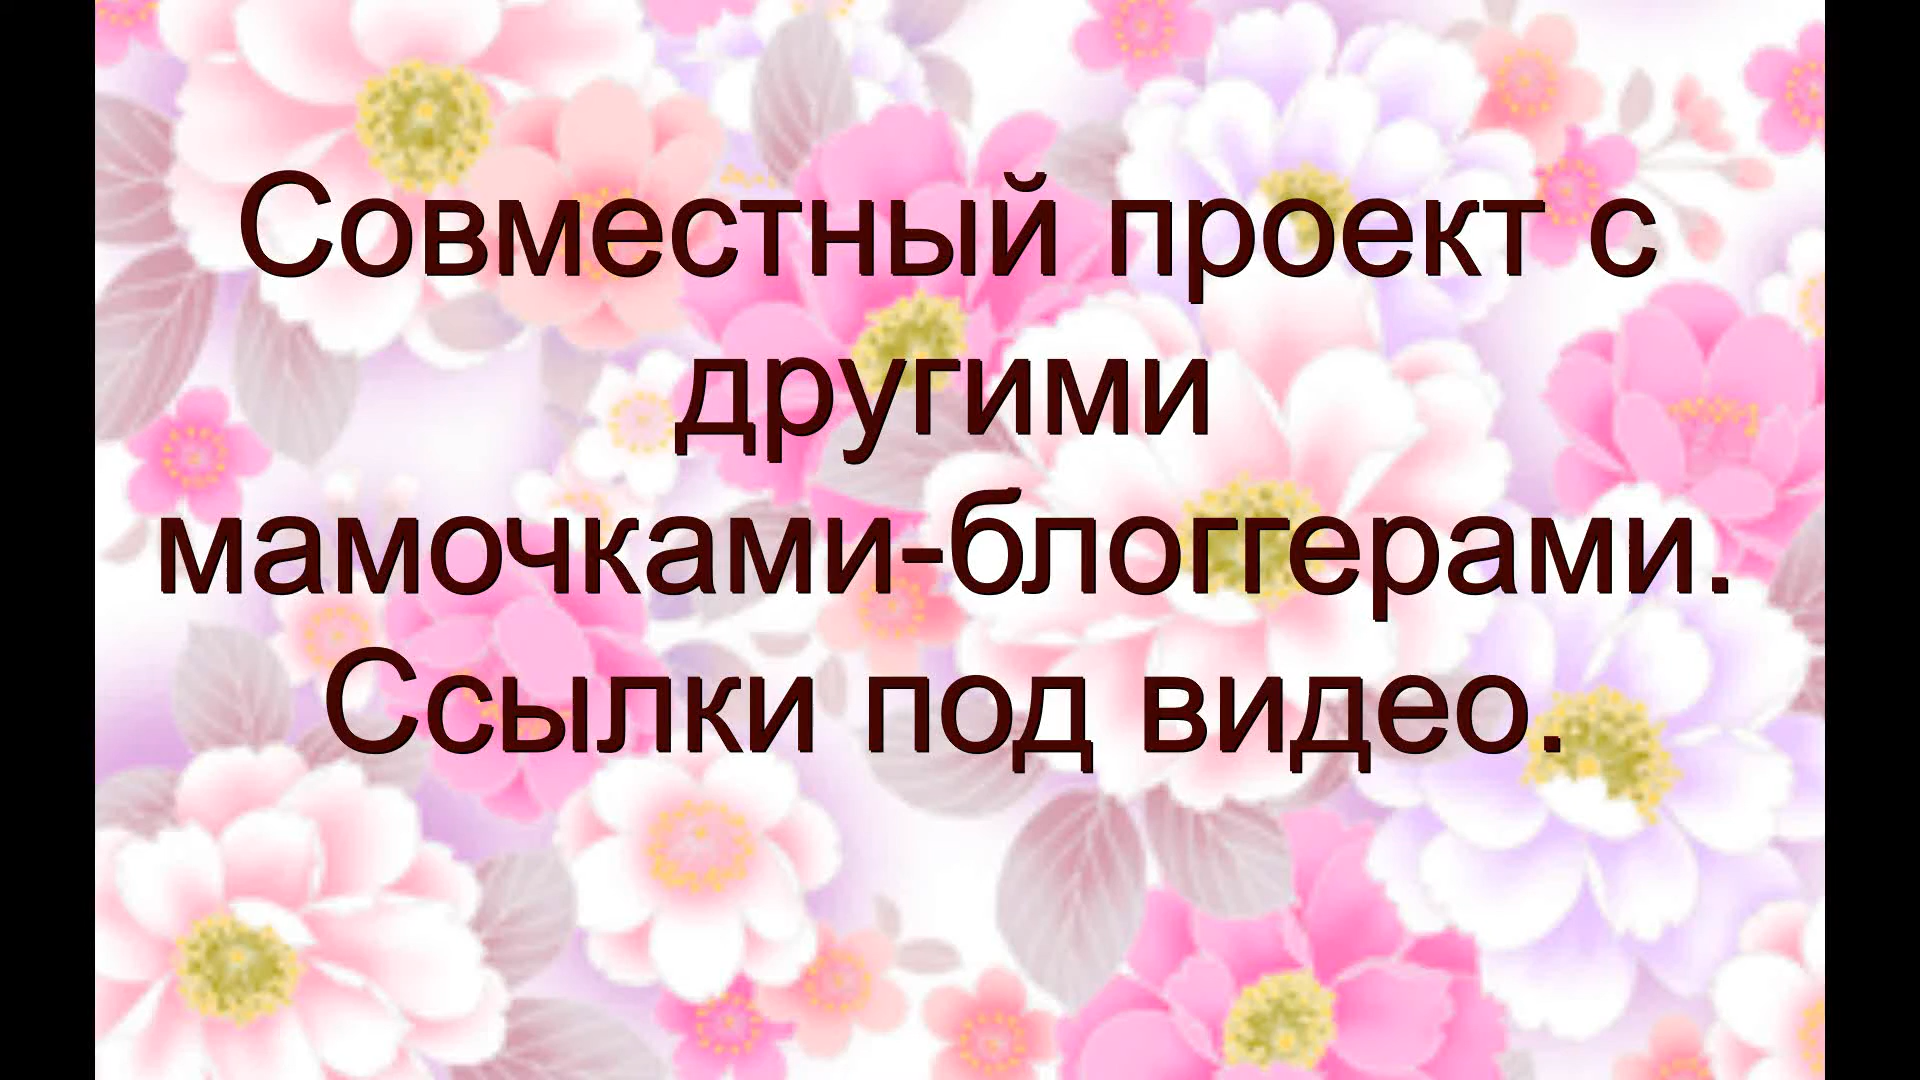 Совместный проект с
другими
мамочками-блоггерами.
Ссылки под видео.